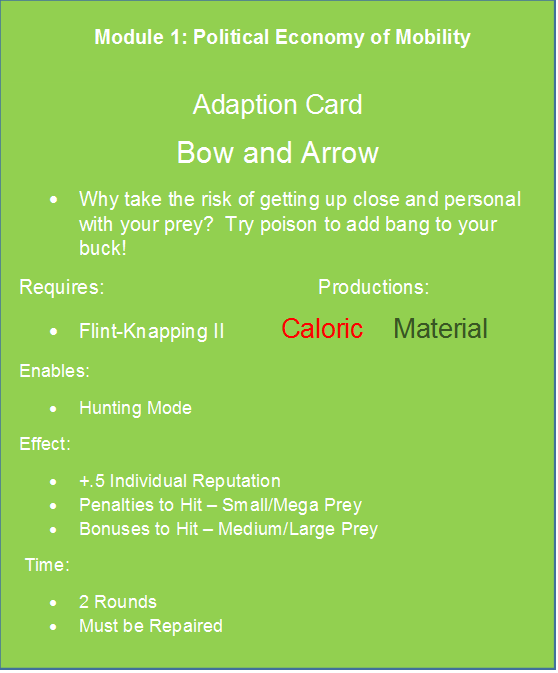 Module 1: Political Economy of Mobility
Adaption Card
Bow and Arrow
• Why take the risk of getting up close and personal
with your prey?  Try poison to add bang to your
buck!
Requires: Productions:
• Flint-Knapping II Caloric Material
Enables:
• Hunting Mode
Effect:
• +.5 Individual Reputation
• Penalties to Hit – Small/Mega Prey
• Bonuses to Hit – Medium/Large Prey
Time:
• 2 Rounds
• Must be Repaired